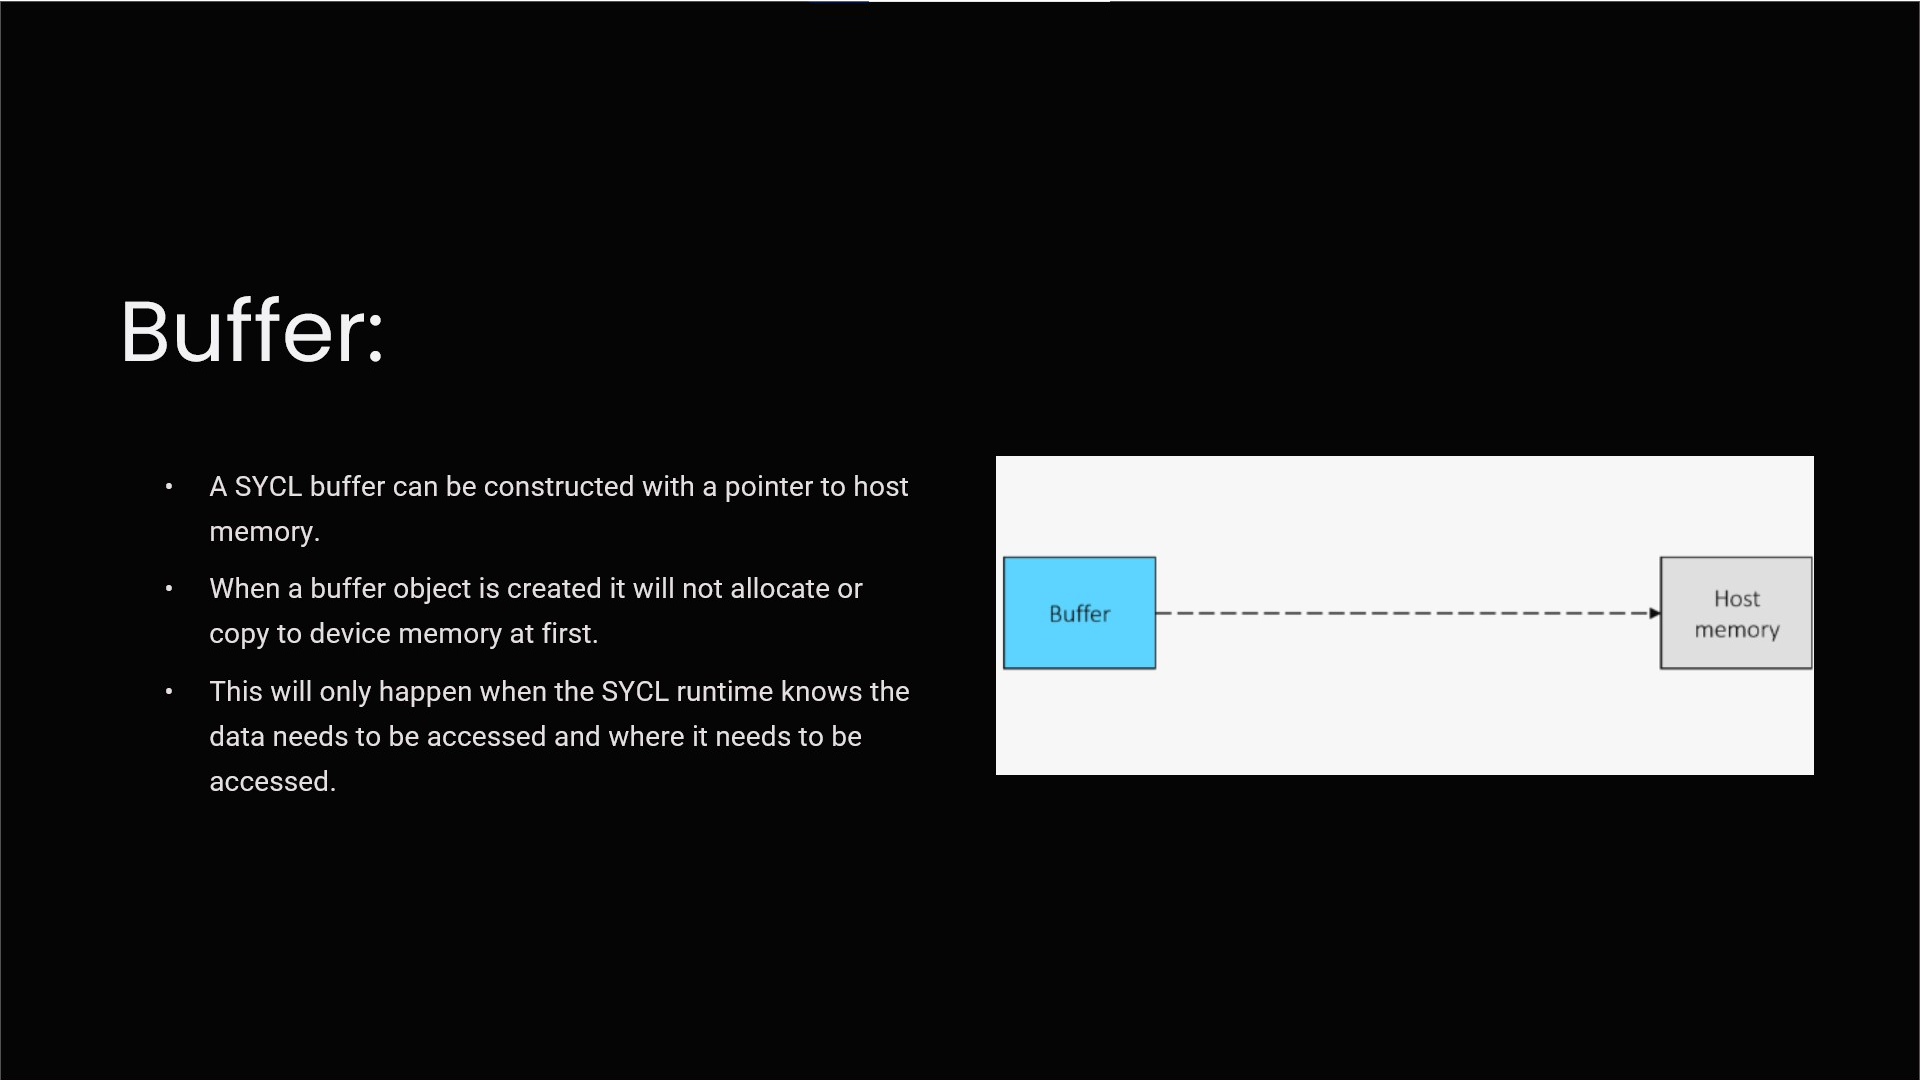 Buffer:
• A SYCL buffer can be constructed with a pointer to host
memory.
• When a buffer object is created it will not allocate or
copy to device memory at first.
• This will only happen when the SYCL runtime knows the
data needs to be accessed and where it needs to be
accessed.
Buffer
Host
memory